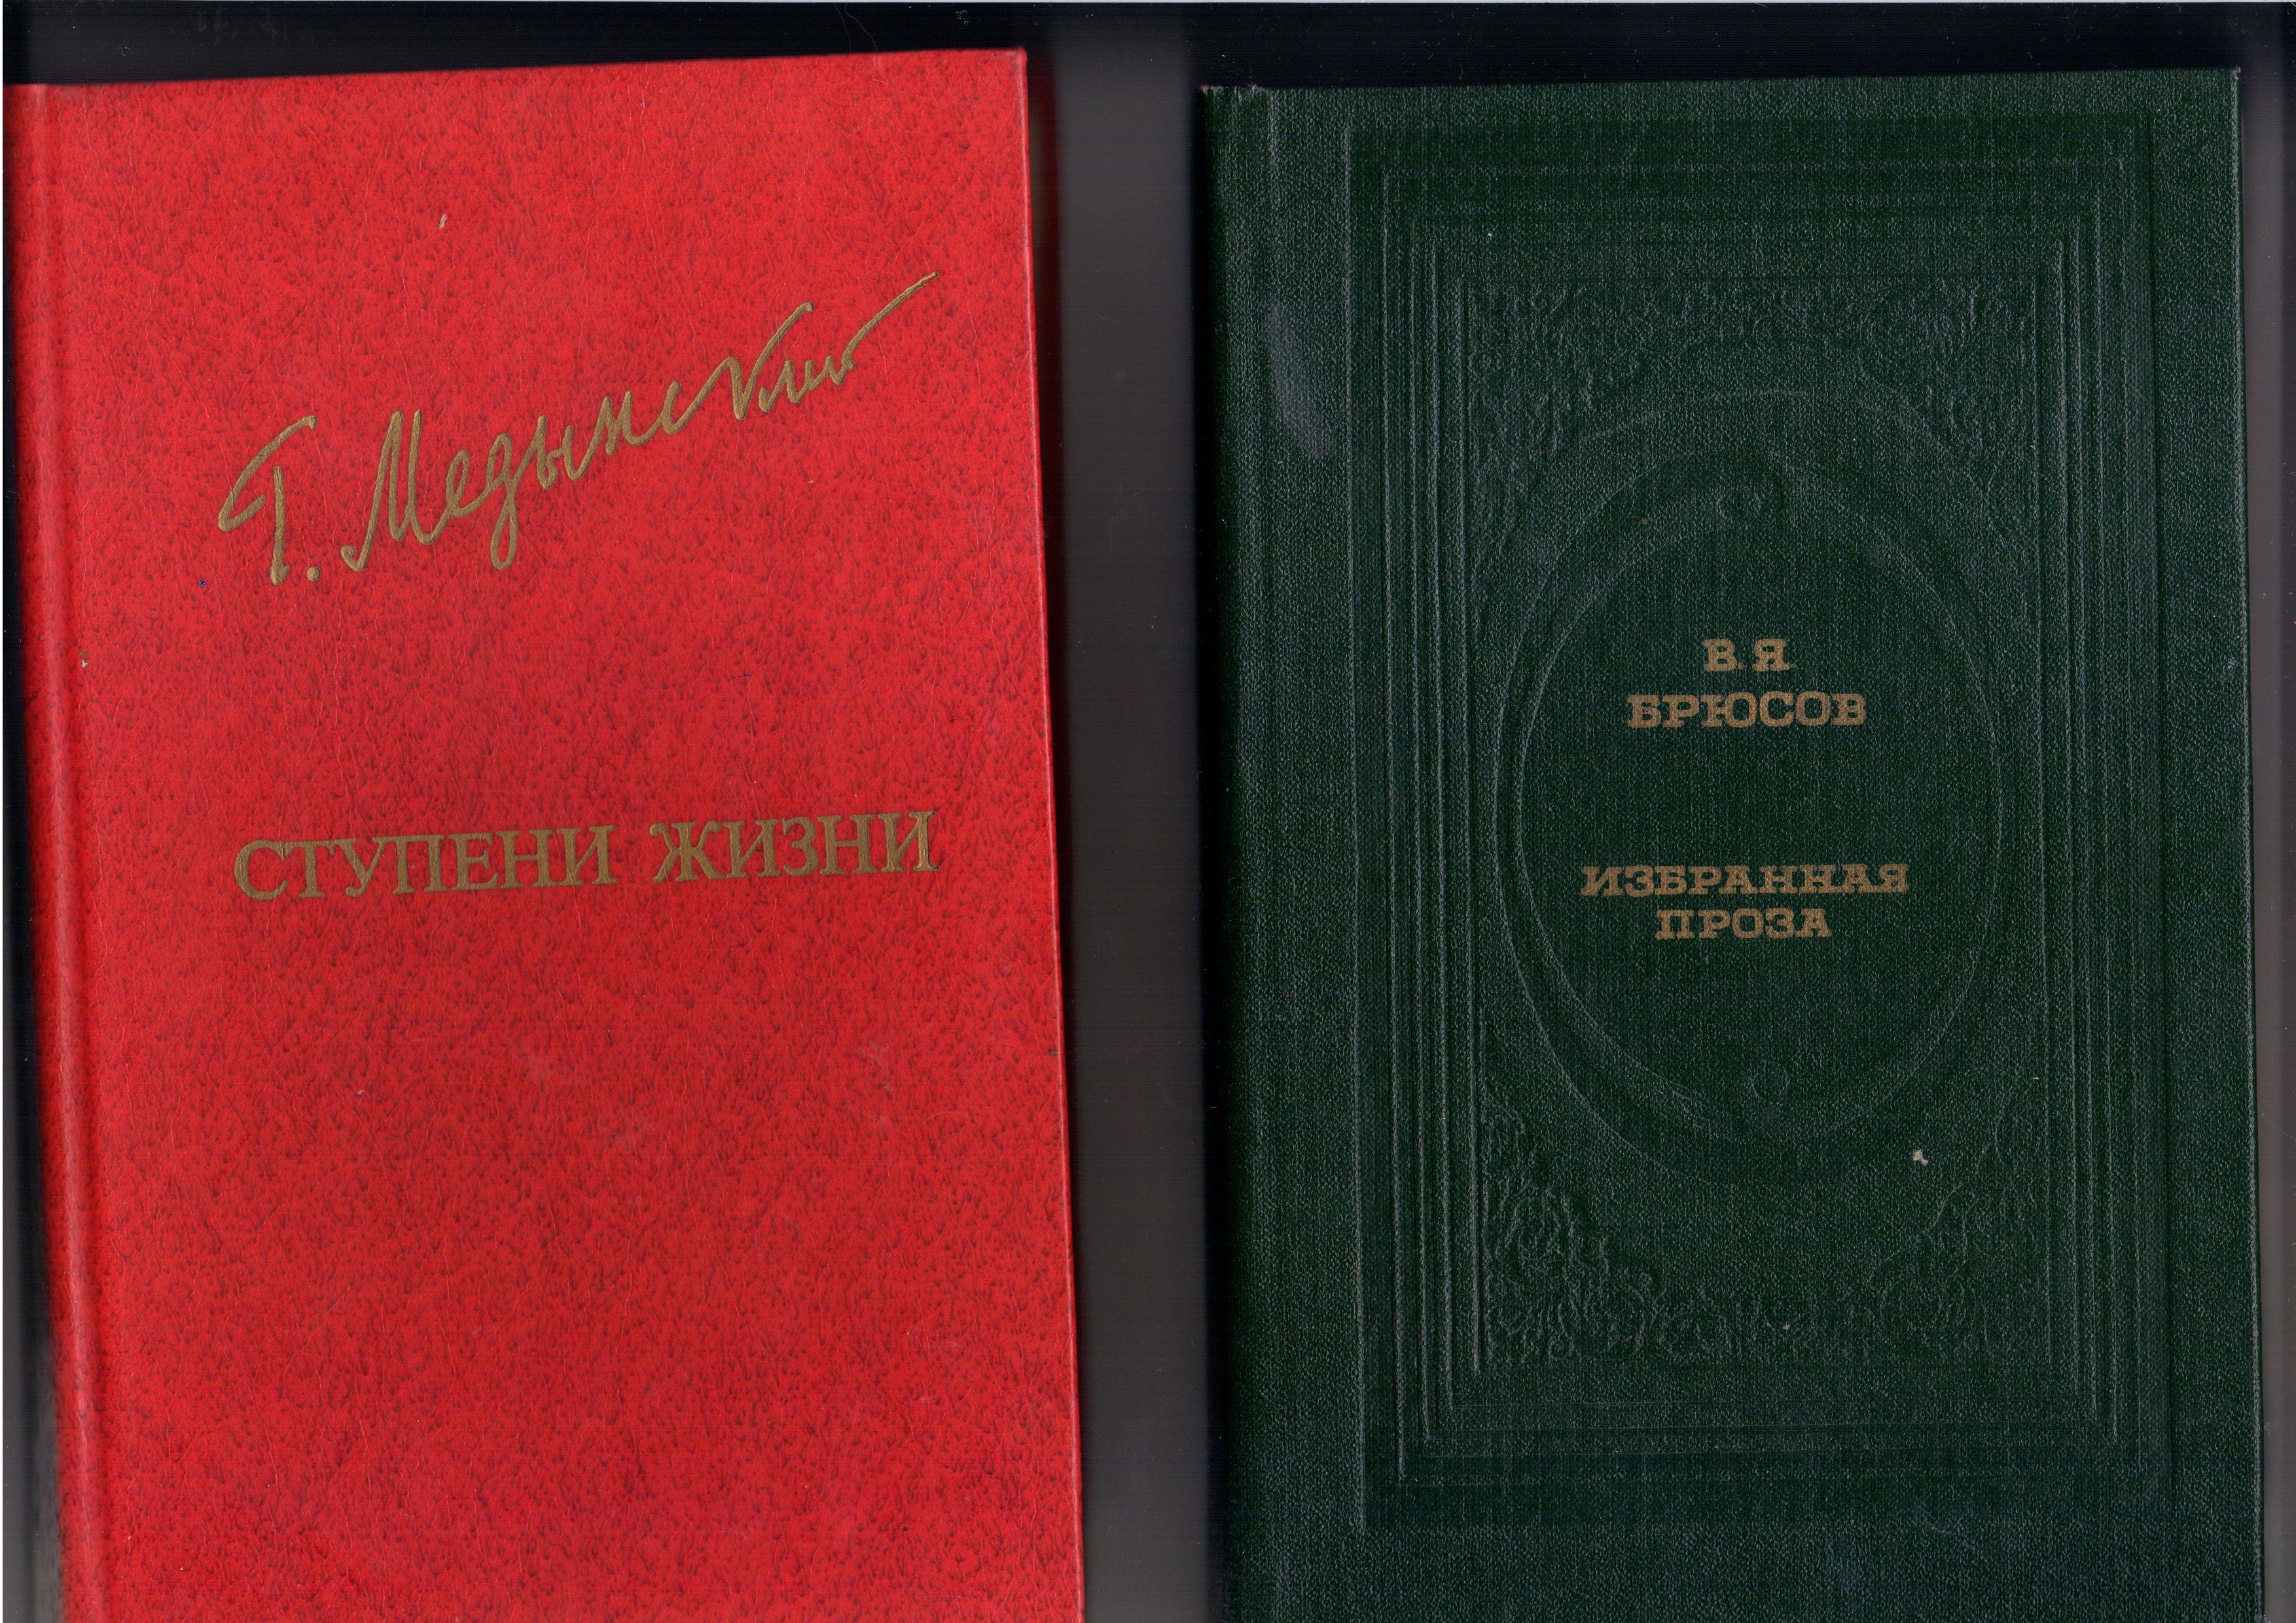 Г. Медынский
СТУПЕНИ ЖИЗНИ
В. Я.
БРЮСОВ
ИЗБРАННАЯ
ПРОЗА